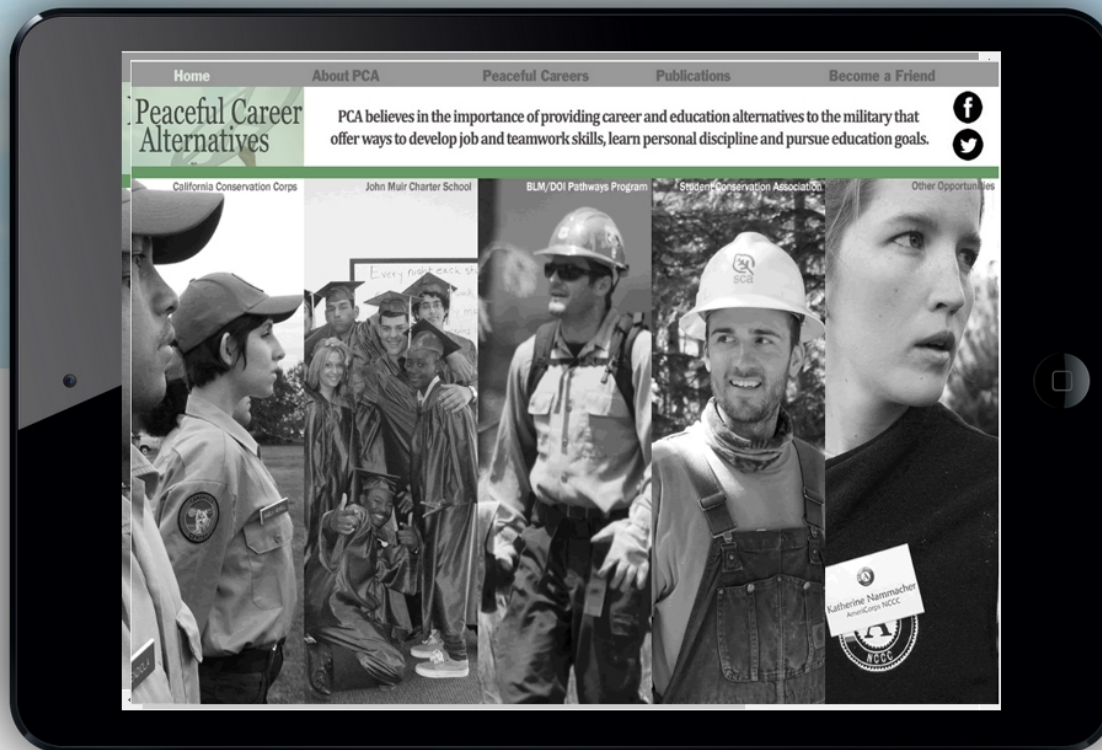 Home About PCA Peaceful Careers Publications Become a Friend
Peaceful Career
Alternatives
PCA believes in the importance of providing career and education alternatives to the military that
offer ways to develop job and teamwork skills, learn personal discipline and pursue education goals.
f
California Conservation Corps
John Muir Charter School
BLM/DOI Pathways Program
Student Conservation Association
Other Opportunities
Every night each
sca
Katherine Nammacher
AmeriCorps NCCC
A
NCCC